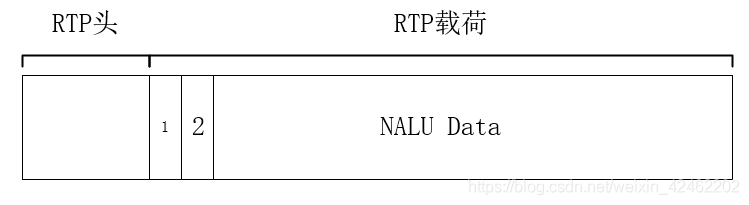 RTP头 RTP载荷
1 2 NALU Data
https://blog.csdn.net/weixin_42462202